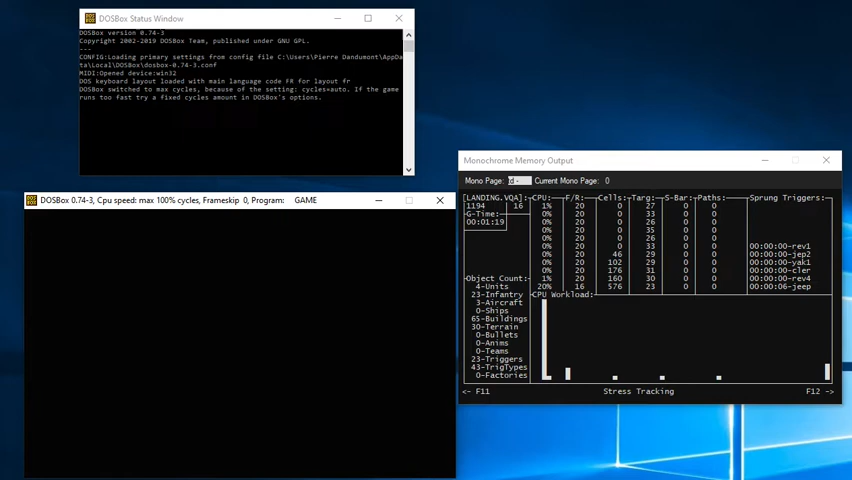 DOSBox Status Window
DOSBox version 0.74-3
Copyright 2002-2019 DOSBox Team, published under GNU GPL.
---
CONFIG:Loading primary settings from config file C:\Users\Pierre Dandumont\AppDa
ta\Local\DOSBox\dosbox-0.74-3.conf
MIDI:Opened device:win32
DOS keyboard layout loaded with main language code FR for layout fr
DOSBox switched to max cycles, because of the setting: cycles=auto. If the game
runs too fast try a fixed cycles amount in DOSBox's options.
DOSBox 0.74-3, Cpu speed: max 100% cycles, Frameskip 0, Program: GAME
Monochrome Memory Output
Mono Page: Current Mono Page: 0
[LANDING.VQA]: CPU: F/R: Cells: Targ: S-Bar: Paths: Sprung Triggers:
1194 16 1% 20 0 27 0 0
G-Time: 0% 20 0 33 0 0
00:01:19 0% 20 0 26 0 0
0% 20 0 35 0 0
0% 20 0 26 0 0
0% 20 0 33 0 0 00:00:00-rev1
0% 20 46 29 0 0 00:00:00-jep2
0% 20 102 29 0 0 00:00:00-yak1
0% 20 176 31 0 0 00:00:00-cler
Object Count: 1% 20 160 30 0 0 00:00:00-rev4
4-Units 20% 16 576 23 0 0 00:00:06-jeep
23-Infantry CPU Workload:
3-Aircraft
0-Ships
65-Buildings
30-Terrain
0-Bullets
0-Anims
0-Teams
23-Triggers
43-TrigTypes
0-Factories
<- F11 Stress Tracking F12 ->